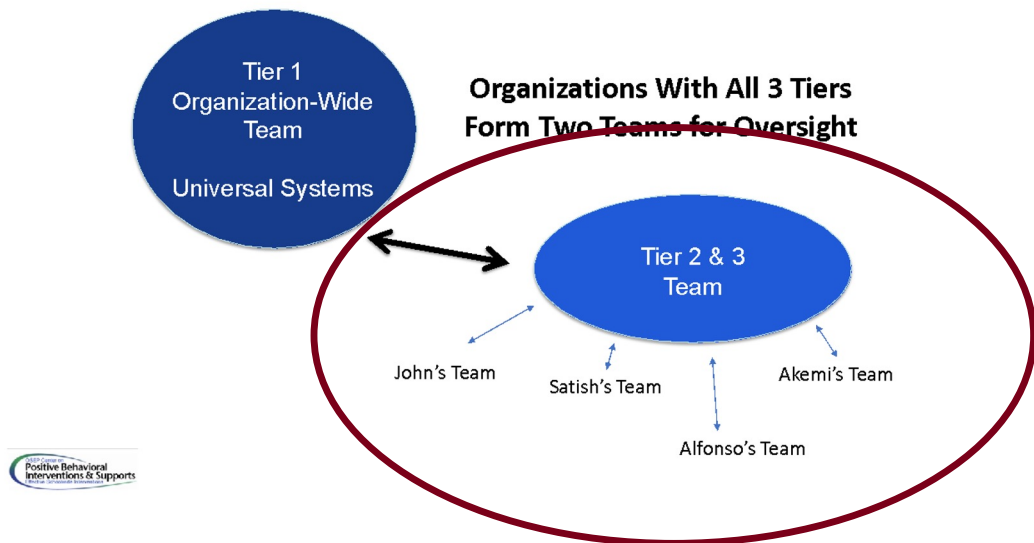 Tier 1
Organization-Wide
Team
Universal Systems
Organizations With All 3 Tiers
Form Two Teams for Oversight
Tier 2 & 3
Team
John’s Team
Satish’s Team
Akemi’s Team
Alfonso’s Team
Positive Behavioral
Interventions & Supports